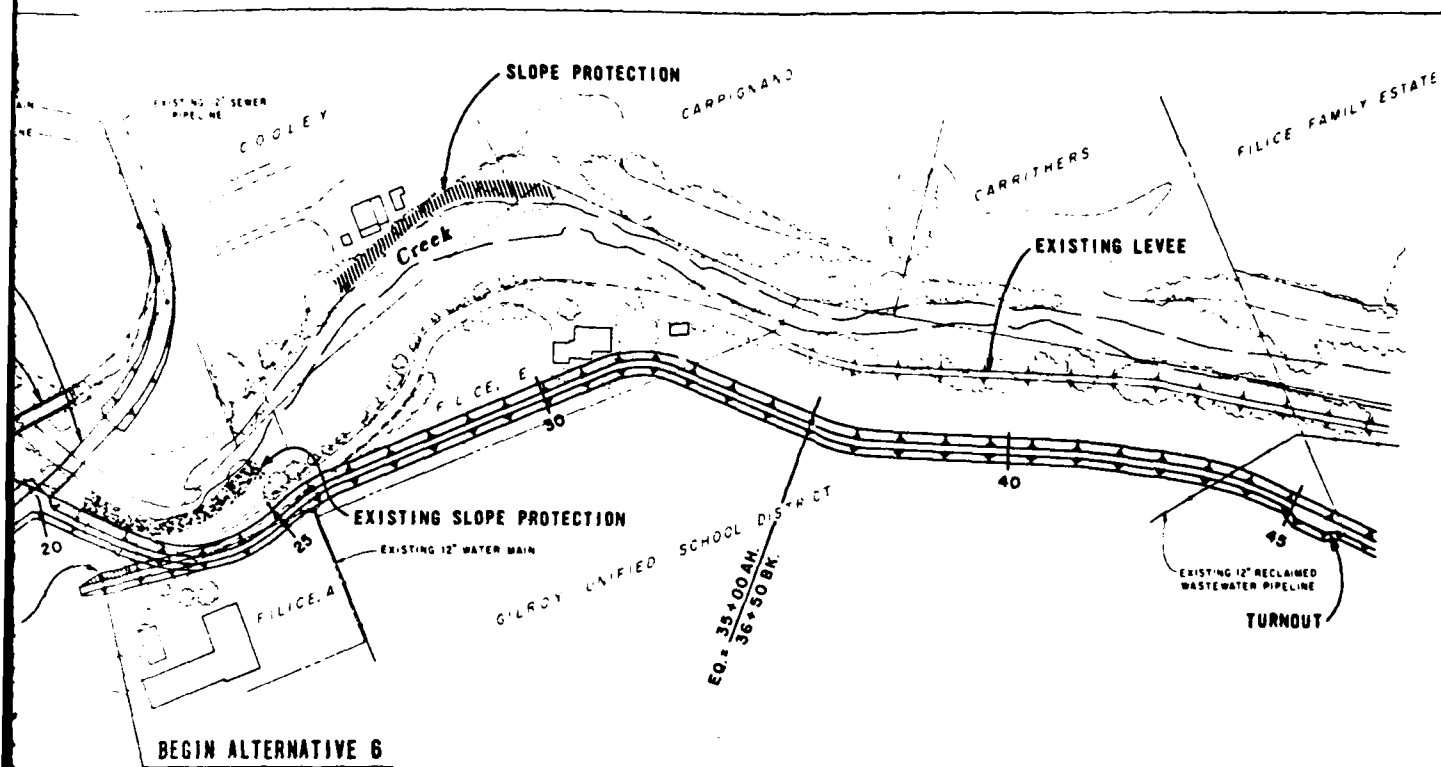 SLOPE PROTECTION
EXISTING 12" SEWER
PIPELINE
COOLEY
CARPIGNANO
CARRITHERS
FILICE FAMILY ESTATE
Creek
EXISTING LEVEE
FILICE, E
30
20
25
EXISTING SLOPE PROTECTION
EXISTING 12" WATER MAIN
FILICE, A
GILROY UNIFIED SCHOOL DISTRICT
EQ. = 35+00 AH.
36+50 BK.
40
45
EXISTING 12" RECLAIMED
WASTEWATER PIPELINE
TURNOUT
BEGIN ALTERNATIVE 6